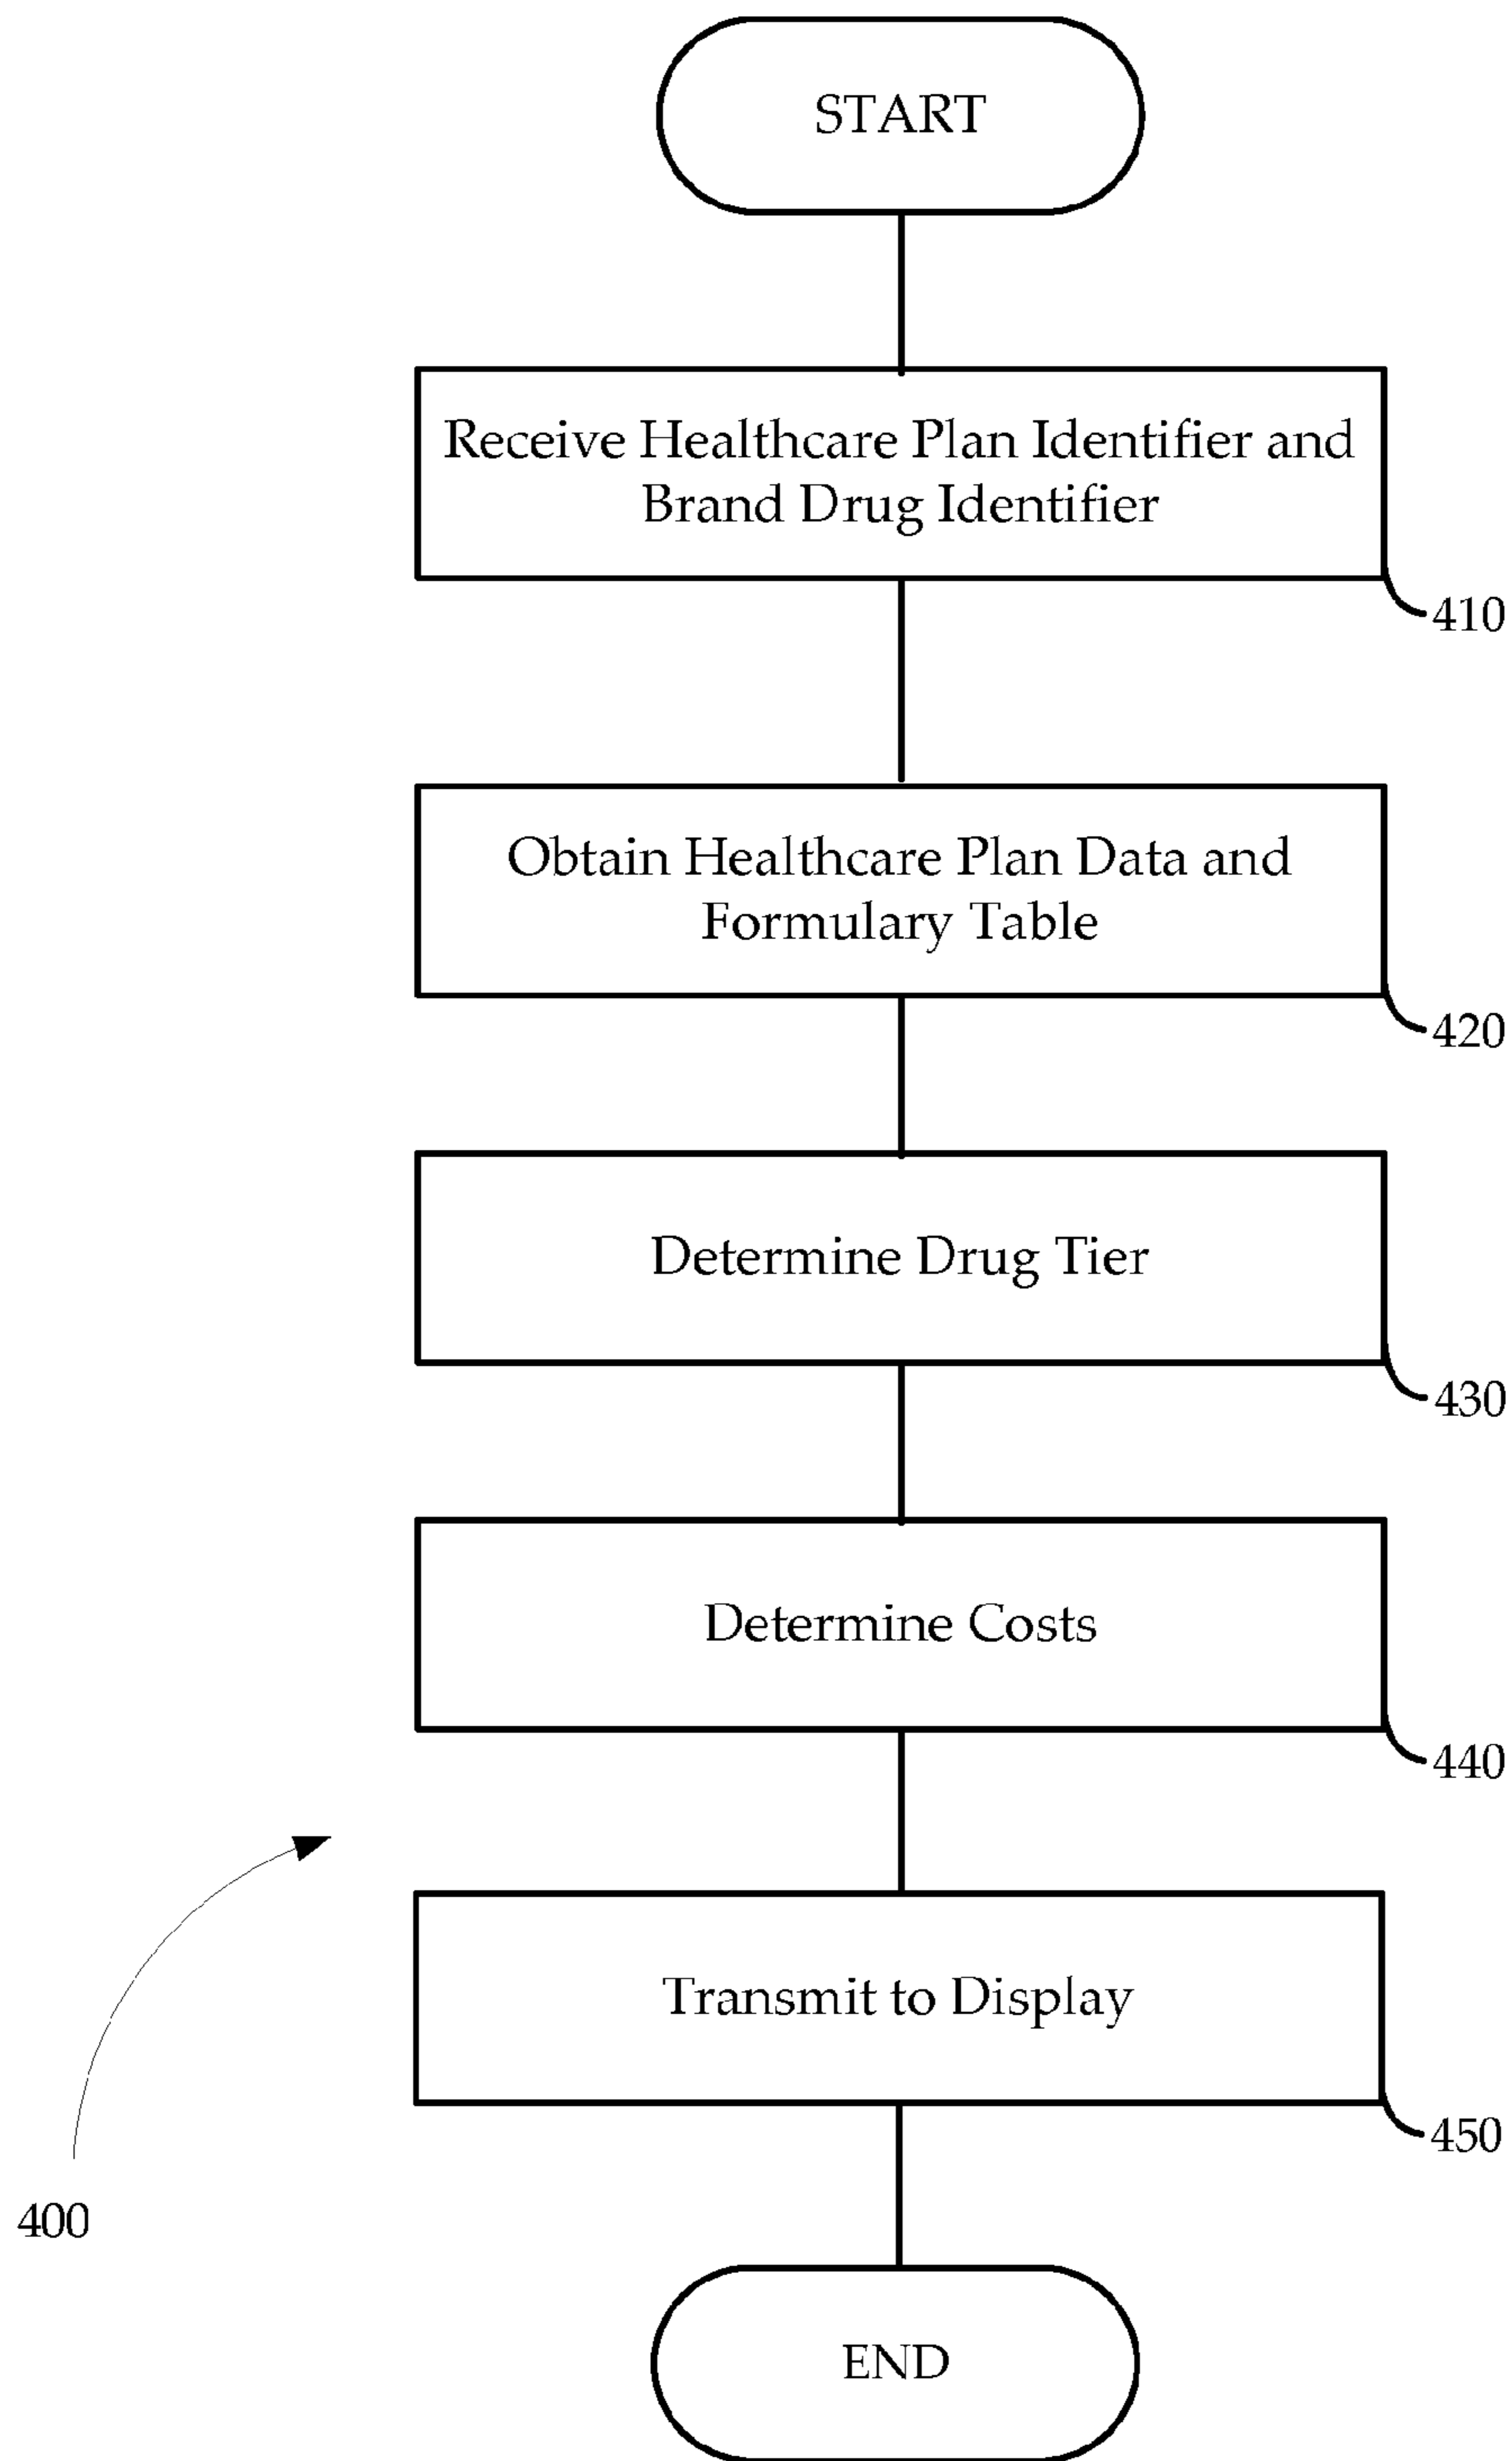 START
Receive Healthcare Plan Identifier and
Brand Drug Identifier
410
Obtain Healthcare Plan Data and
Formulary Table
420
Determine Drug Tier
430
Determine Costs
440
Transmit to Display
450
400
END